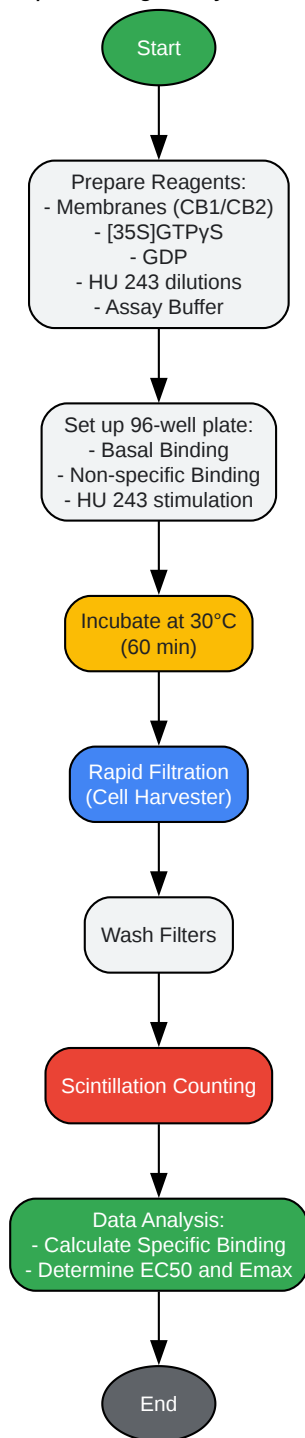 Start
Prepare Reagents:
- Membranes (CB1/CB2)
- [35S]GTPγS
- GDP
- HU 243 dilutions
- Assay Buffer
Set up 96-well plate:
- Basal Binding
- Non-specific Binding
- HU 243 stimulation
Incubate at 30°C
(60 min)
Rapid Filtration
(Cell Harvester)
Wash Filters
Scintillation Counting
Data Analysis:
- Calculate Specific Binding
- Determine EC50 and Emax
End